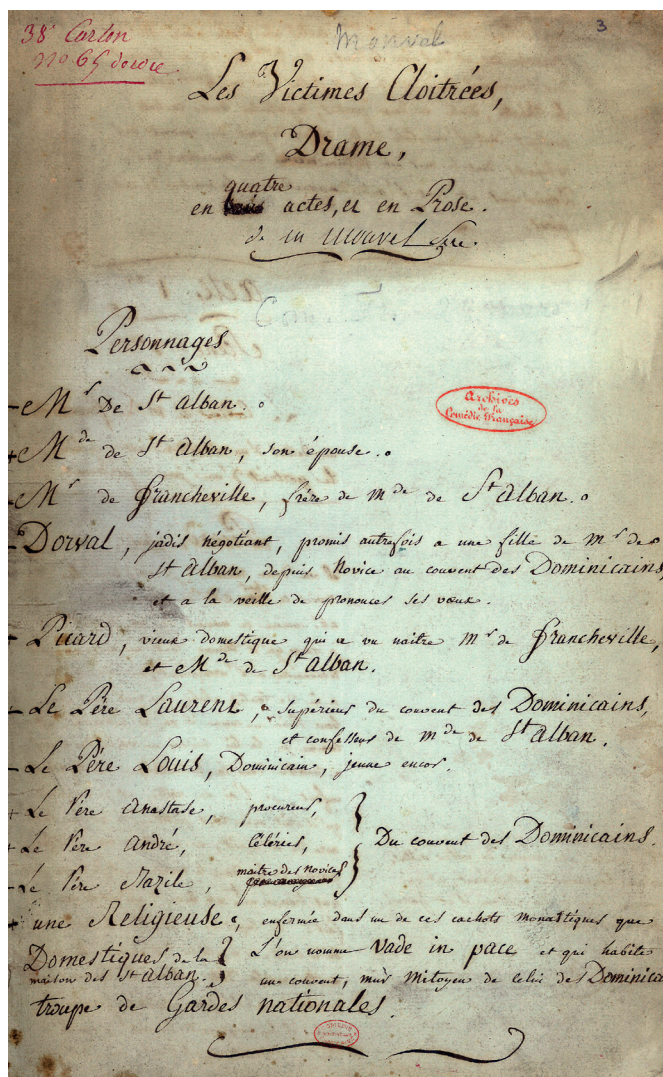 38e Carton
no 65
Monval
3
Les Victimes Cloitrées,
Drame,
quatre
en actes, et en Prose.
Personnages
Mr De St alban.
Mde de St alban, son épouse.
Mr de francheville, frère de mde de St alban.
Dorval, jadis négotiant, promis autrefois a une fille de mr de
St alban, depuis Novice au couvent des Dominicains,
et a la veille de prononcer ses vœux.
Picard, vieux domestique qui a vu naitre mr de francheville,
et Mde de St alban.
Le Père Laurent, Supérieur du couvent des Dominicains,
et confesseur de mde de St alban.
Le Père Louis, Dominicain, jeune encor.
Le Père Anastase, procureur,
Le Père André, Célérier, Du couvent des Dominicains.
Le Père Bazile, maitre des novices
une Religieuse, enfermée dans un de ces cachots monastiques que
Domestiques de la L'on nomme Vade in pace et qui habite
maison des St alban. un couvent, mur mitoyen de celui des Dominica
troupe de Gardes nationales.
Archives
de la
Comédie Française